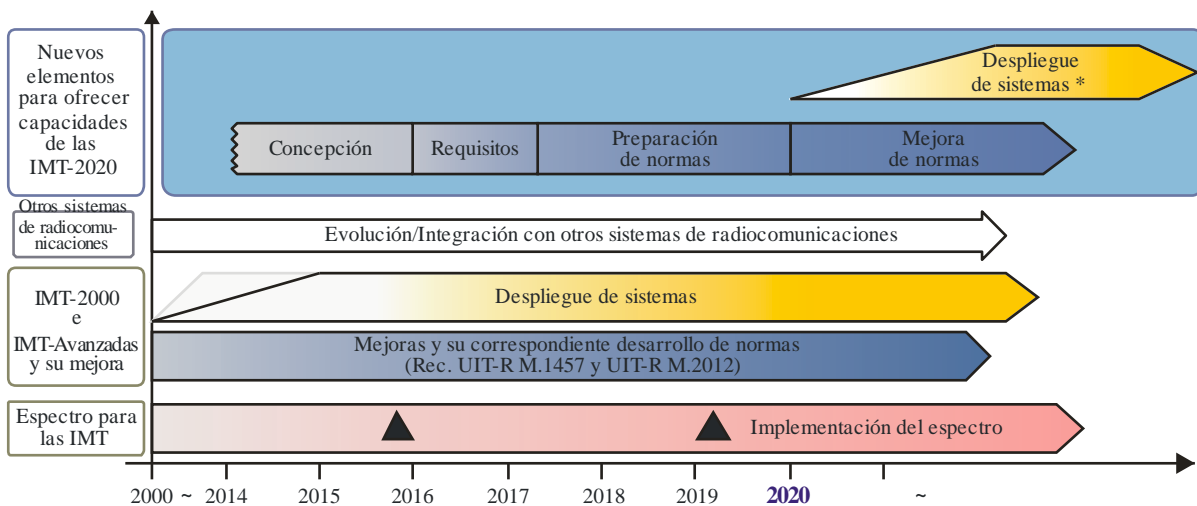 Nuevos
elementos
para ofrecer
capacidades
de las
IMT-2020
Despliegue
de sistemas *
Concepción
Requisitos
Preparación
de normas
Mejora
de normas
Otros sistemas
de radiocomu-
nicaciones
Evolución/Integración con otros sistemas de radiocomunicaciones
IMT-2000
e
IMT-Avanzadas
y su mejora
Despliegue de sistemas
Mejoras y su correspondiente desarrollo de normas
(Rec. UIT-R M.1457 y UIT-R M.2012)
Espectro para
las IMT
Implementación del espectro
2000 ~ 2014 2015 2016 2017 2018 2019 2020 ~